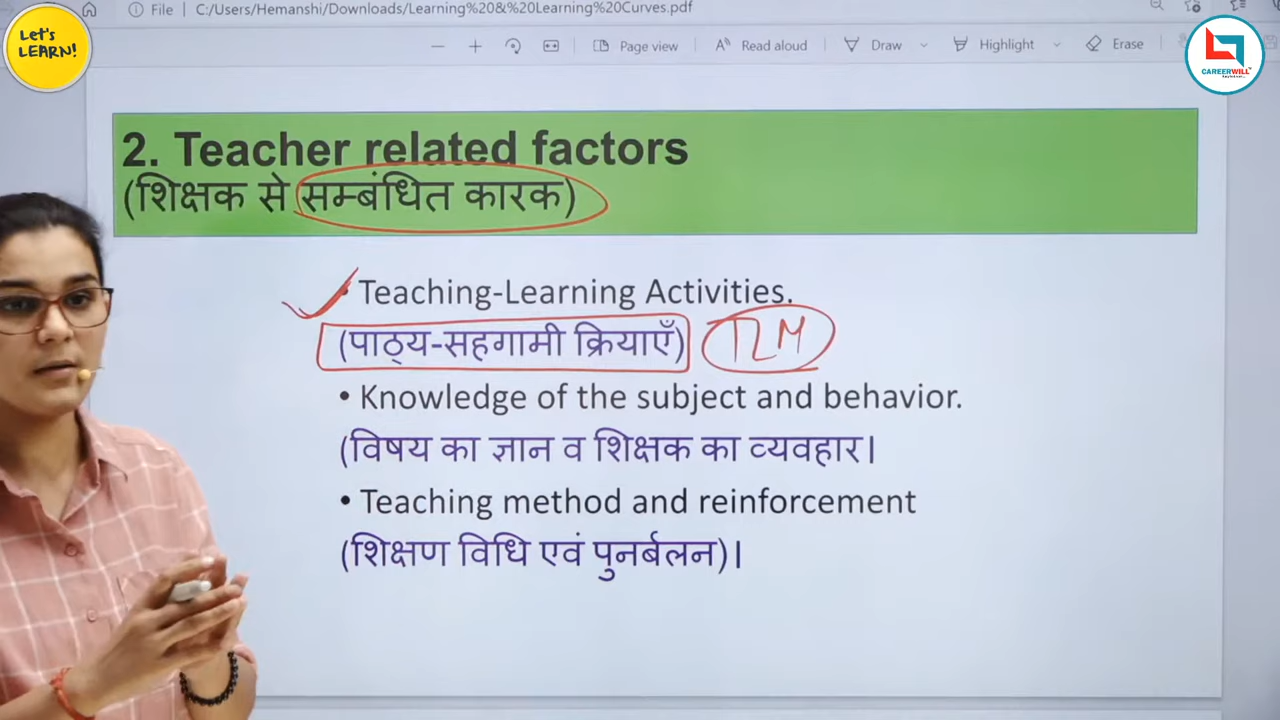 Let's
LEARN!
File
C:/Users/Hemanshi/Downloads/Learning%20&%20Learning%20Curves.pdf
Page view
Read aloud
Draw
Highlight
Erase
CAREERWILL
2. Teacher related factors
(शिक्षक से सम्बंधित कारक)
• Teaching-Learning Activities.
(पाठ्य-सहगामी क्रियाएँ) TLM
• Knowledge of the subject and behavior.
(विषय का ज्ञान व शिक्षक का व्यवहार।
• Teaching method and reinforcement
(शिक्षण विधि एवं पुनर्बलन)।